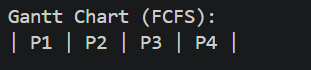 Gantt Chart (FCFS):
| P1 | P2 | P3 | P4 |